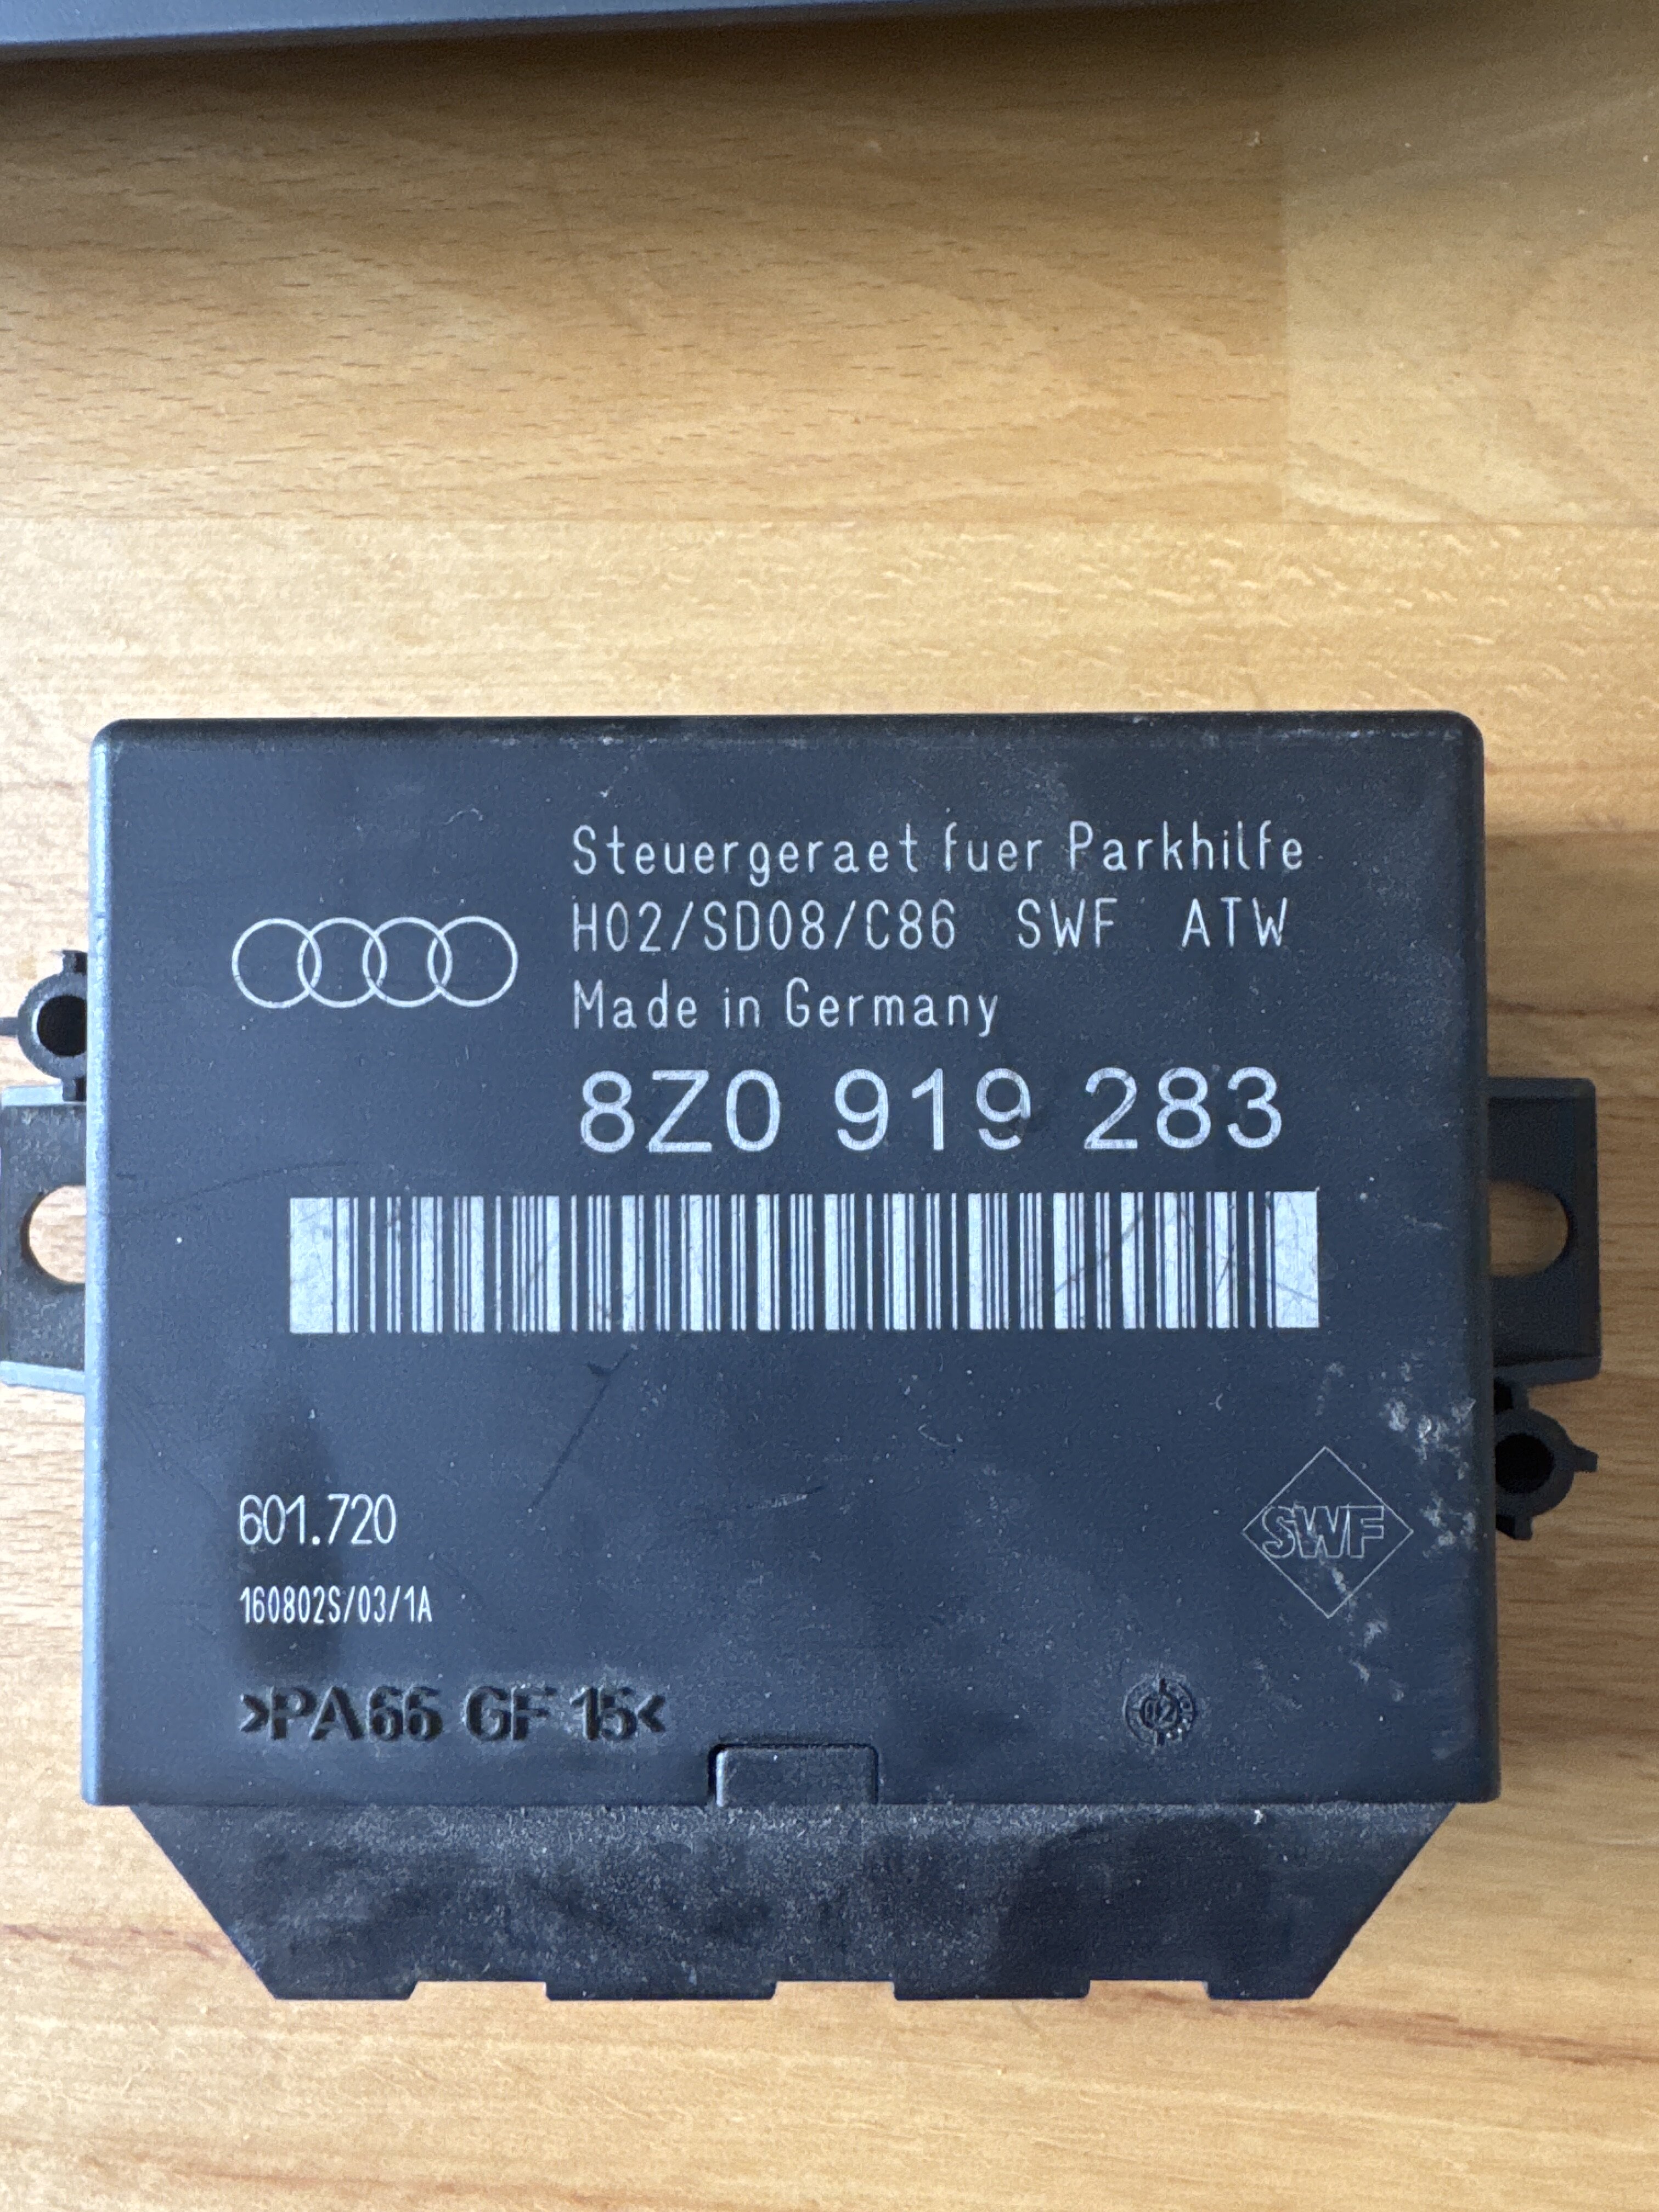 Steuergeraet fuer Parkhilfe
H02/SD08/C86 SWF ATW
Made in Germany
8Z0 919 283
601.720
160802S/03/1A
SWF
>PA66 GF 15<
02